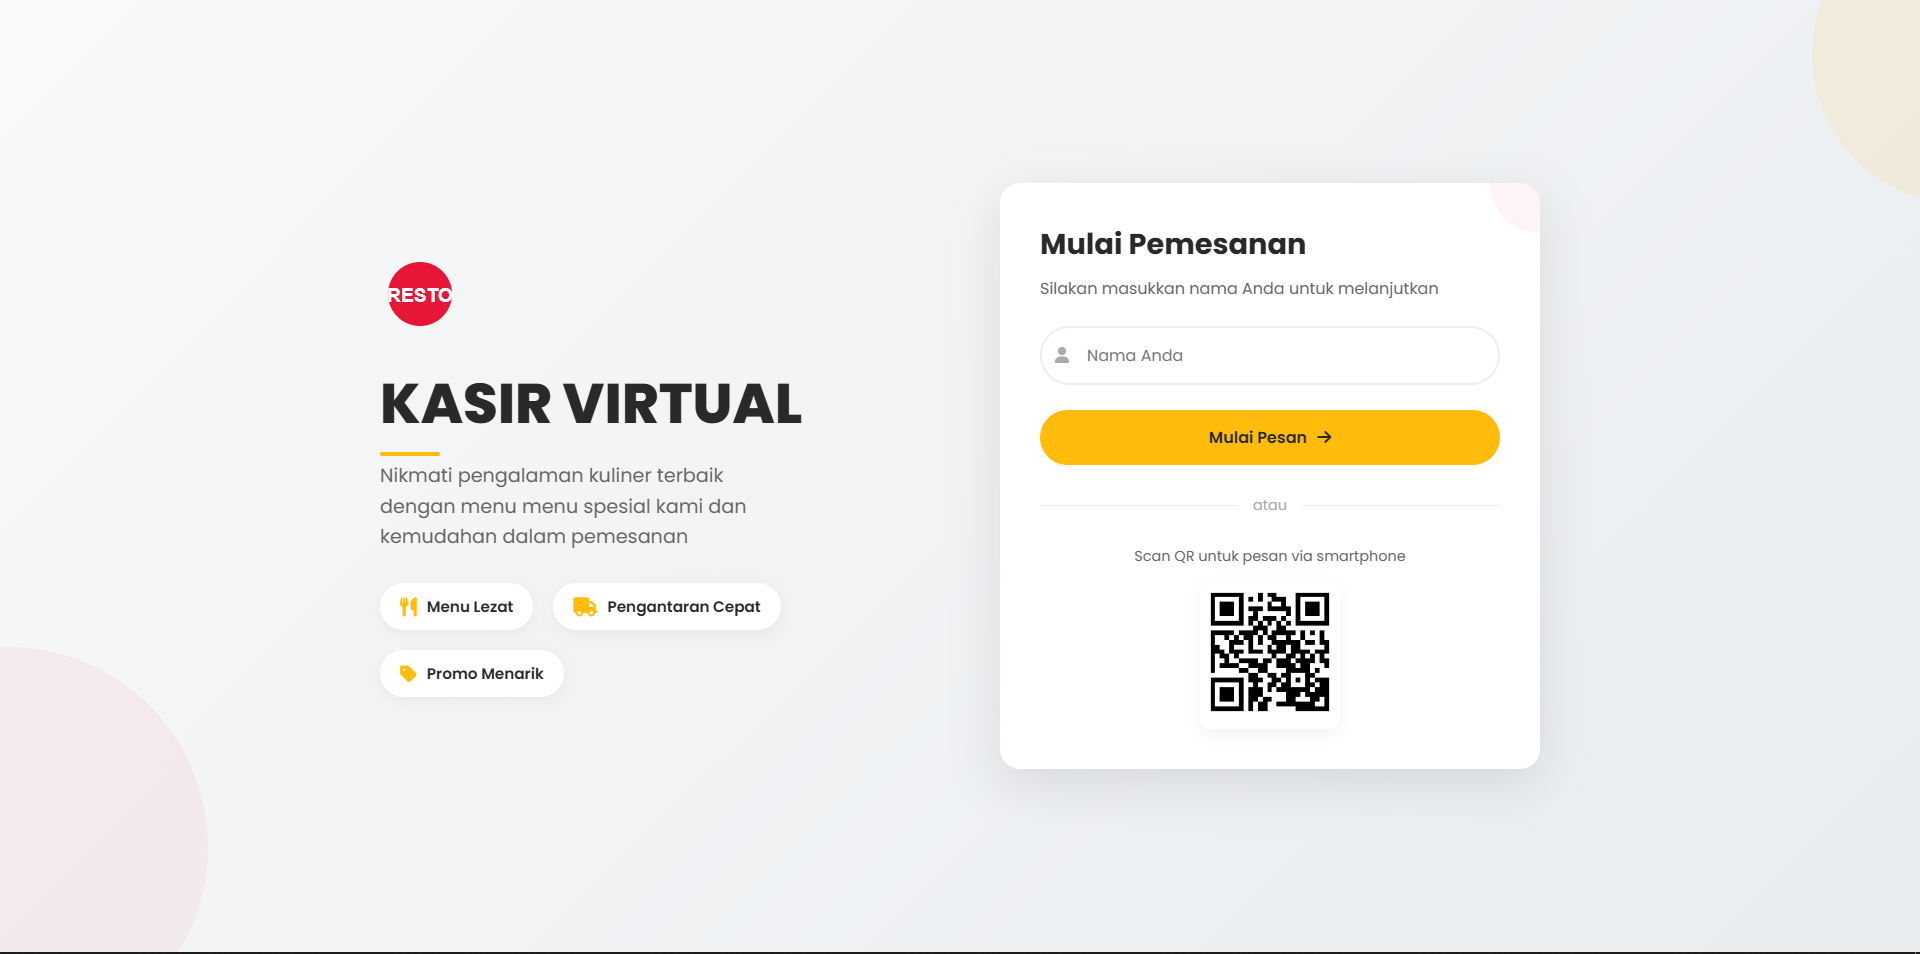 RESTO
KASIR VIRTUAL
Nikmati pengalaman kuliner terbaik
dengan menu menu spesial kami dan
kemudahan dalam pemesanan
Menu Lezat
Pengantaran Cepat
Promo Menarik
Mulai Pemesanan
Silakan masukkan nama Anda untuk melanjutkan
Nama Anda
Mulai Pesan
atau
Scan QR untuk pesan via smartphone